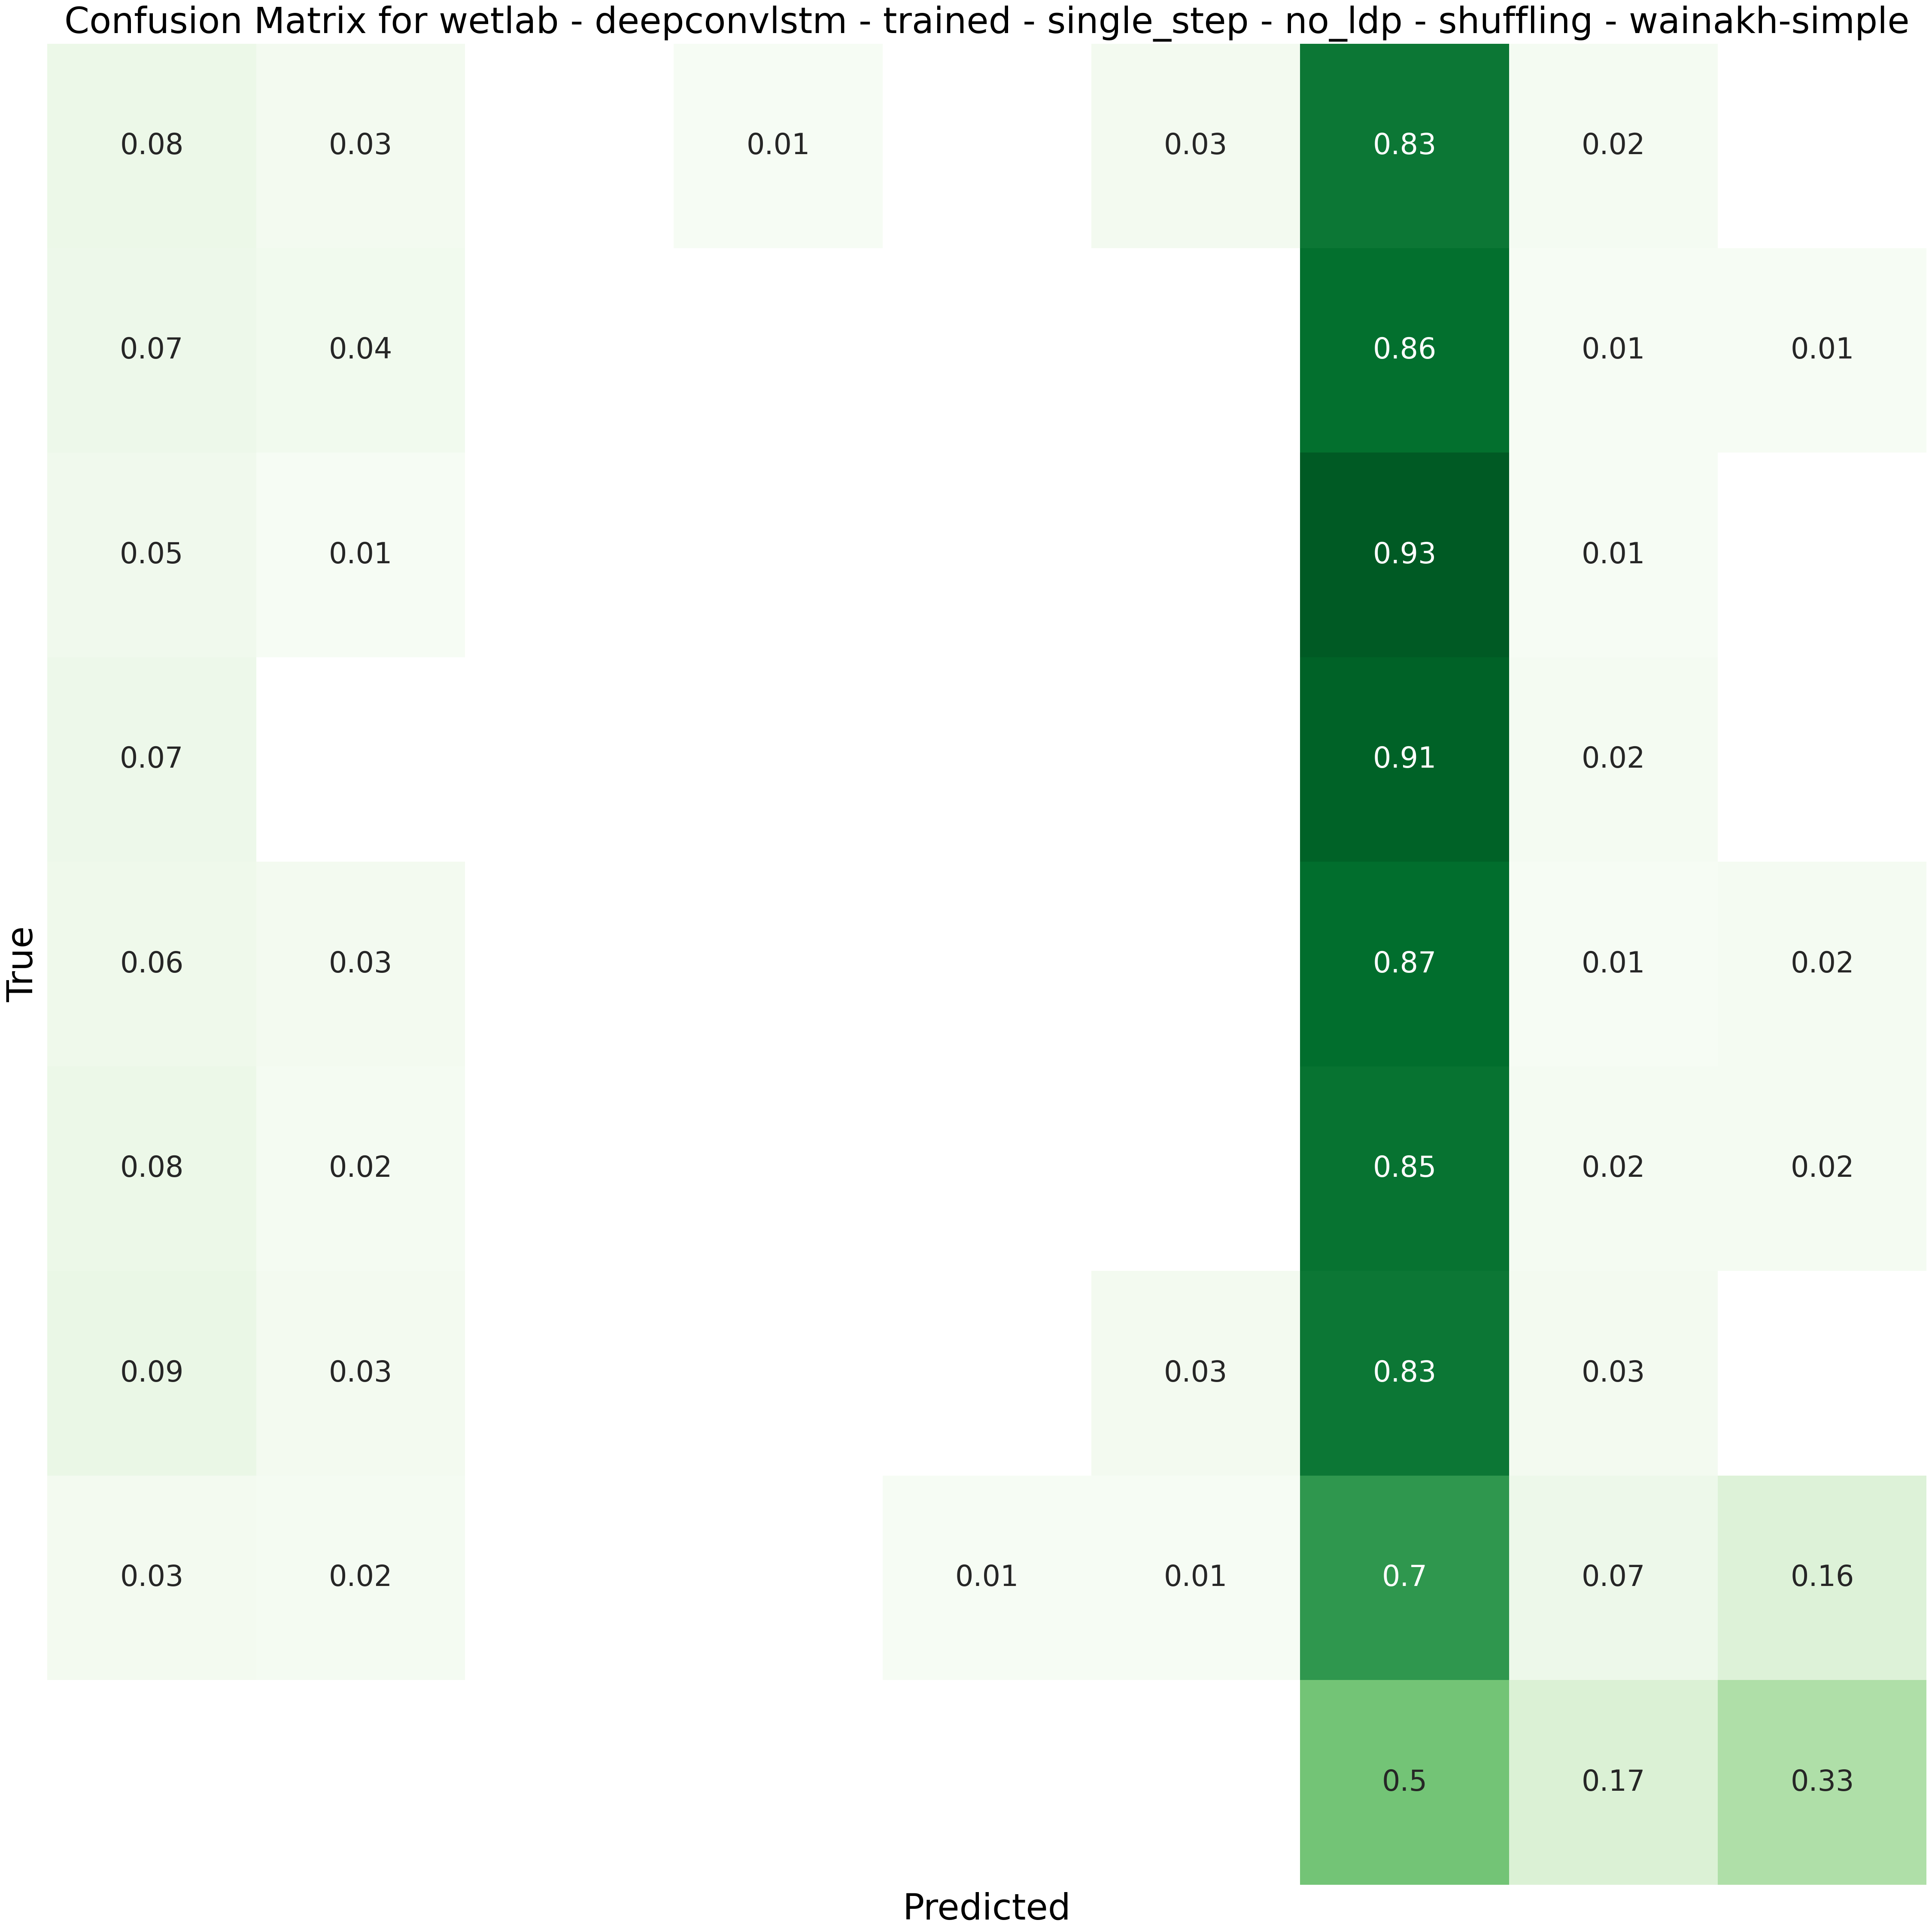 Confusion Matrix for wetlab - deepconvlstm - trained - single_step - no_ldp - shuffling - wainakh-simple
0.08 0.03 0.01 0.03 0.83 0.02
0.07 0.04 0.86 0.01 0.01
0.05 0.01 0.93 0.01
0.07 0.91 0.02
0.06 0.03 0.87 0.01 0.02
0.08 0.02 0.85 0.02 0.02
0.09 0.03 0.03 0.83 0.03
0.03 0.02 0.01 0.01 0.7 0.07 0.16
0.5 0.17 0.33
True
Predicted